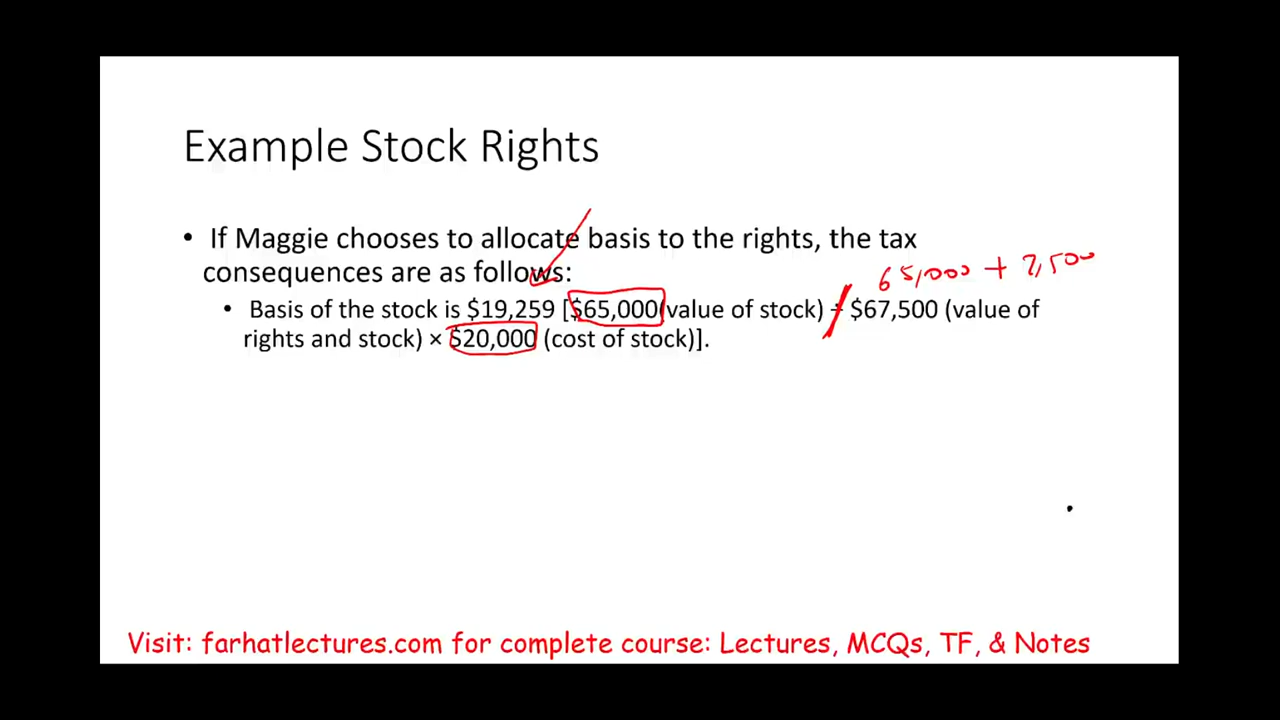 Example Stock Rights
• If Maggie chooses to allocate basis to the rights, the tax
consequences are as follows:
65,000 + 2,500
• Basis of the stock is $19,259 [$65,000(value of stock) ÷ $67,500 (value of
rights and stock) × $20,000 (cost of stock)].
Visit: farhatlectures.com for complete course: Lectures, MCQs, TF, & Notes